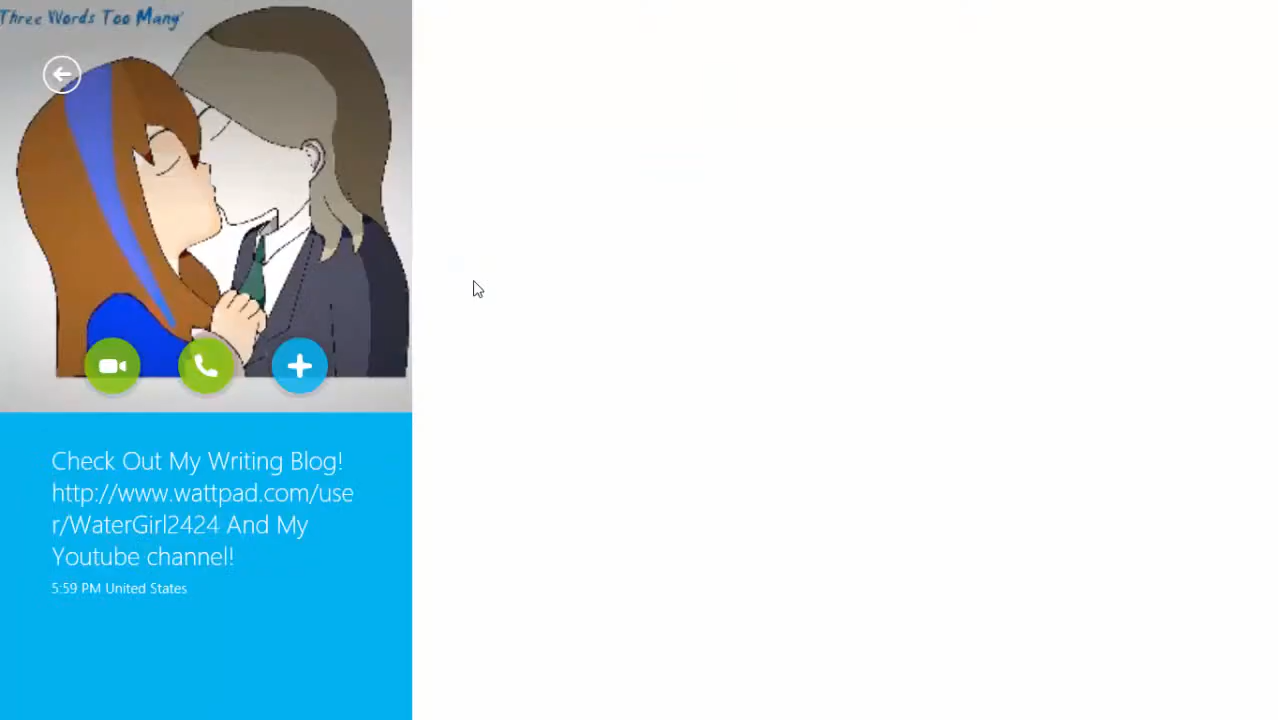 Three Words Too Many
Check Out My Writing Blog!
http://www.wattpad.com/use
r/WaterGirl2424 And My
Youtube channel!
5:59 PM United States